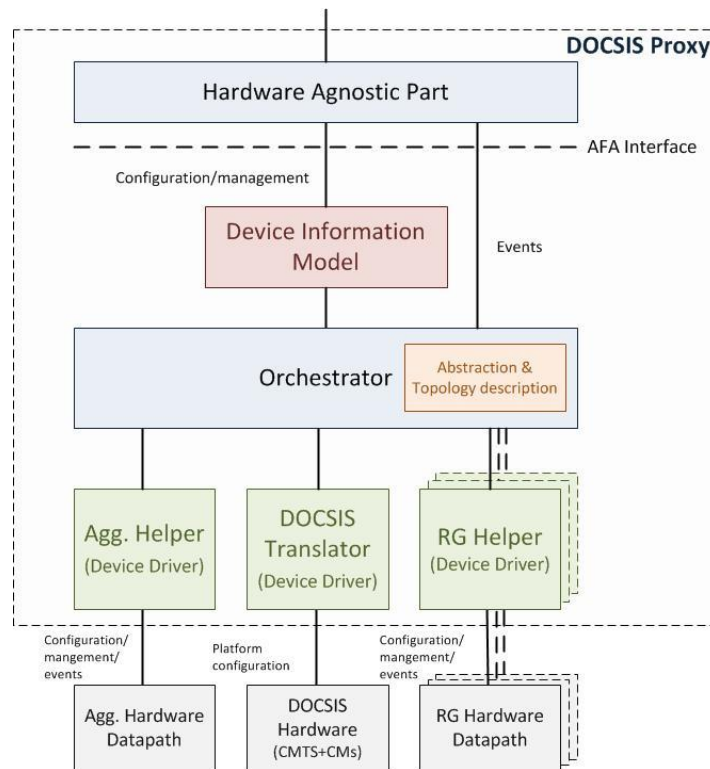 DOCSIS Proxy
Hardware Agnostic Part
AFA Interface
Configuration/management
Device Information
Model
Events
Orchestrator
Abstraction &
Topology description
Agg. Helper
(Device Driver)
DOCSIS
Translator
(Device Driver)
RG Helper
(Device Driver)
Configuration/
mangement/
events
Platform
configuration
Configuration/
mangement/
events
Agg. Hardware
Datapath
DOCSIS
Hardware
(CMTS+CMs)
RG Hardware
Datapath